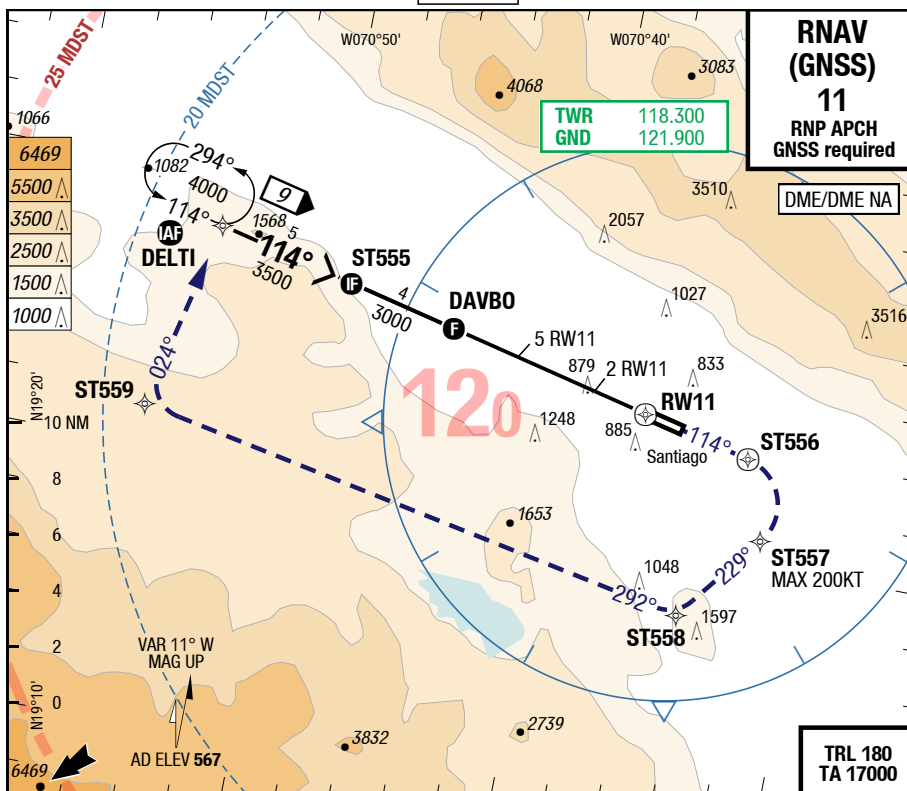 RNAV
(GNSS)
11
RNP APCH
GNSS required
DME/DME NA
TWR 118.300
GND 121.900
W070°50'
W070°40'
25 MDST
20 MDST
4068
3083
1066
6469
5500
3500
2500
1500
1000
1082
294°
4000
114°
9
1568
5
114°
3500
IAF
DELTI
ST555
IF
4
3000
DAVBO
F
5 RW11
2 RW11
3510
2057
1027
3516
879
833
024°
ST559
N19°20'
10 NM
120
1248
885
RW11
Santiago
114°
ST556
8
6
4
2
0
1653
1048
292°
229°
ST557
MAX 200KT
ST558
1597
VAR 11° W
MAG UP
N19°10'
AD ELEV 567
3832
2739
6469
TRL 180
TA 17000